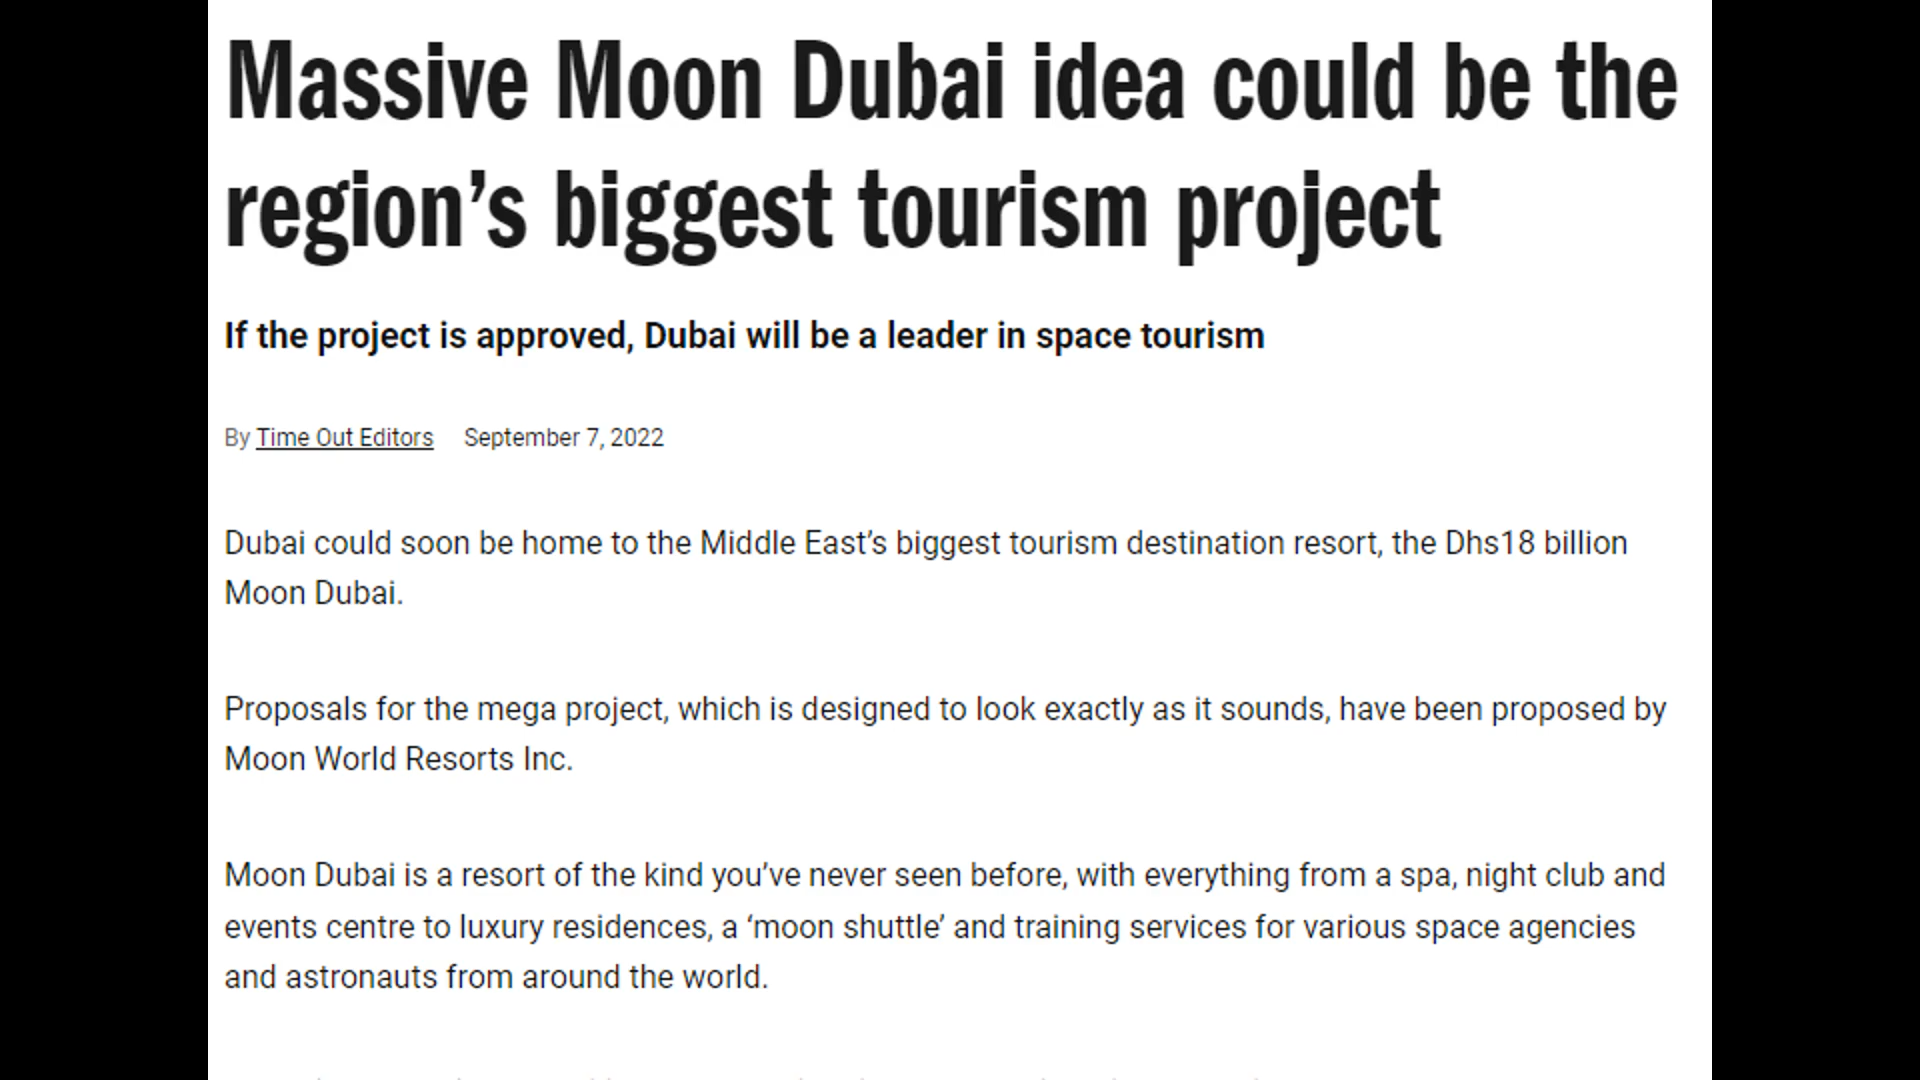 Massive Moon Dubai idea could be the
region’s biggest tourism project
If the project is approved, Dubai will be a leader in space tourism
By Time Out Editors September 7, 2022
Dubai could soon be home to the Middle East’s biggest tourism destination resort, the Dhs18 billion
Moon Dubai.
Proposals for the mega project, which is designed to look exactly as it sounds, have been proposed by
Moon World Resorts Inc.
Moon Dubai is a resort of the kind you’ve never seen before, with everything from a spa, night club and
events centre to luxury residences, a ‘moon shuttle’ and training services for various space agencies
and astronauts from around the world.